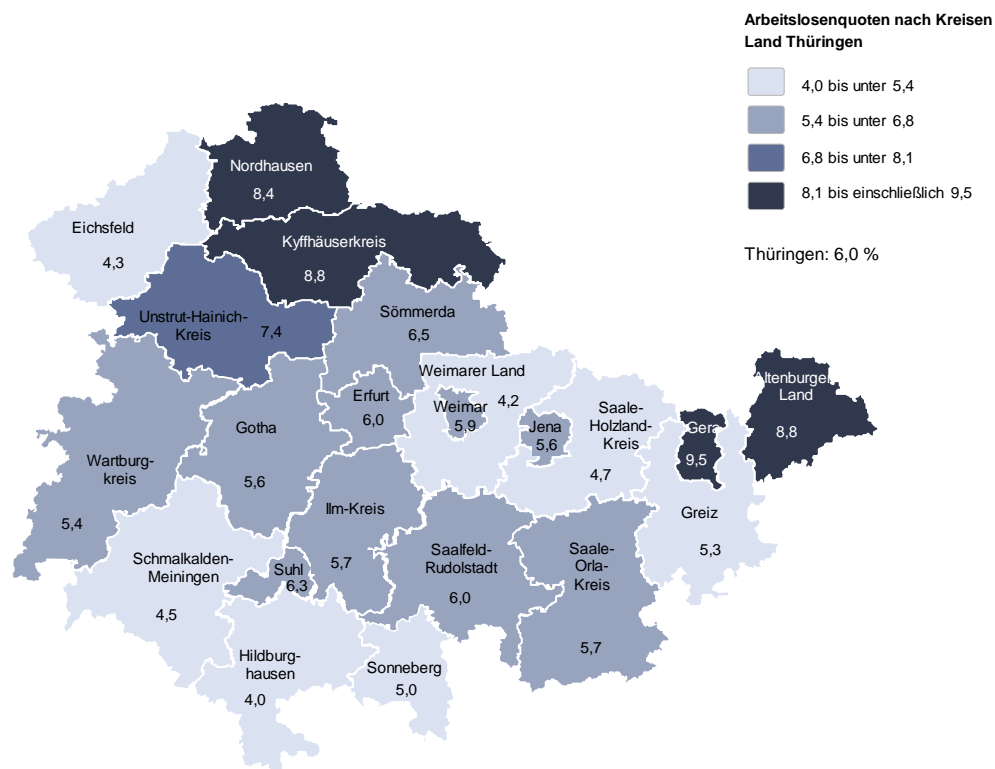 Arbeitslosenquoten nach Kreisen
Land Thüringen
4,0 bis unter 5,4
5,4 bis unter 6,8
6,8 bis unter 8,1
8,1 bis einschließlich 9,5
Thüringen: 6,0 %
Nordhausen
8,4
Eichsfeld
4,3
Kyffhäuserkreis
8,8
Unstrut-Hainich-
Kreis
7,4
Sömmerda
6,5
Weimarer Land
4,2
Altenburger
Land
8,8
Erfurt
6,0
Weimar
5,9
Jena
5,6
Saale-
Holzland-
Kreis
4,7
Gera
9,5
Gotha
5,6
Wartburg-
kreis
5,4
Ilm-Kreis
5,7
Greiz
5,3
Schmalkalden-
Meiningen
4,5
Suhl
6,3
Saalfeld-
Rudolstadt
6,0
Saale-
Orla-
Kreis
5,7
Hildburg-
hausen
4,0
Sonneberg
5,0